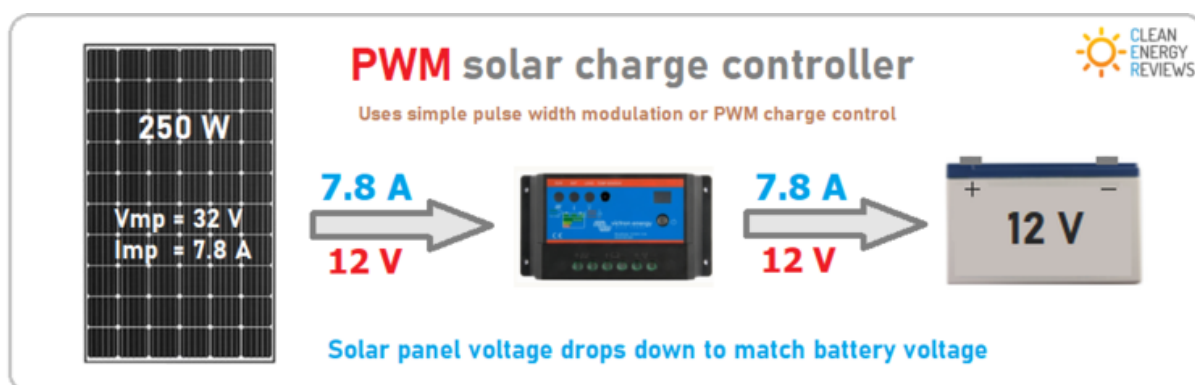 PWM solar charge controller
CLEAN
ENERGY
REVIEWS
Uses simple pulse width modulation or PWM charge control
250 W
Vmp = 32 V
Imp = 7.8 A
7.8 A
12 V
victron energy
7.8 A
12 V
+ −
12 V
Solar panel voltage drops down to match battery voltage